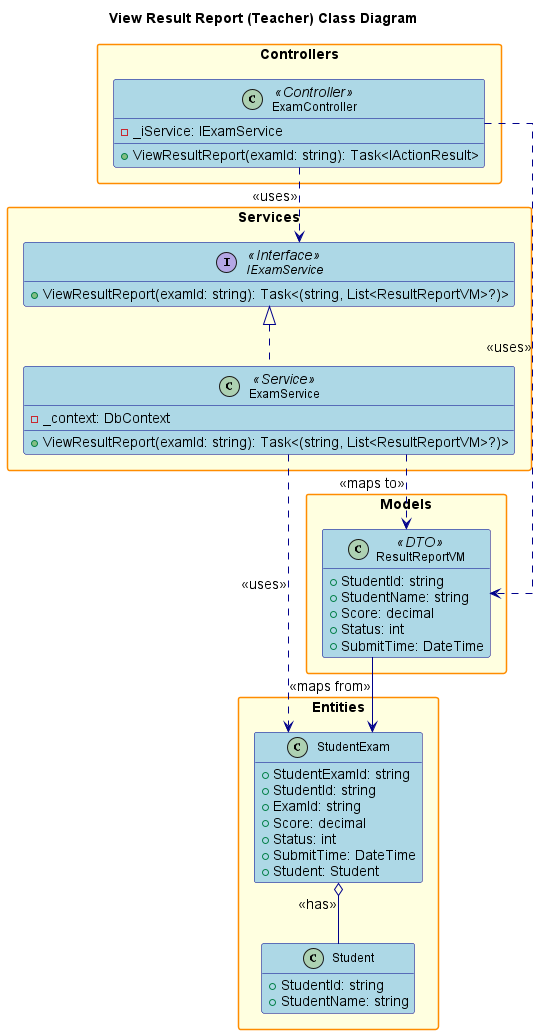 View Result Report (Teacher) Class Diagram
Controllers
C
«Controller»
ExamController
_iService: IExamService
ViewResultReport(examId: string): Task<IActionResult>
«uses»
Services
I
«Interface»
IExamService
ViewResultReport(examId: string): Task<(string, List<ResultReportVM>?)>
«uses»
C
«Service»
ExamService
_context: DbContext
ViewResultReport(examId: string): Task<(string, List<ResultReportVM>?)>
«maps to»
Models
C
«DTO»
ResultReportVM
StudentId: string
StudentName: string
Score: decimal
Status: int
SubmitTime: DateTime
«uses»
«maps from»
Entities
C
StudentExam
StudentExamId: string
StudentId: string
ExamId: string
Score: decimal
Status: int
SubmitTime: DateTime
Student: Student
«has»
C
Student
StudentId: string
StudentName: string